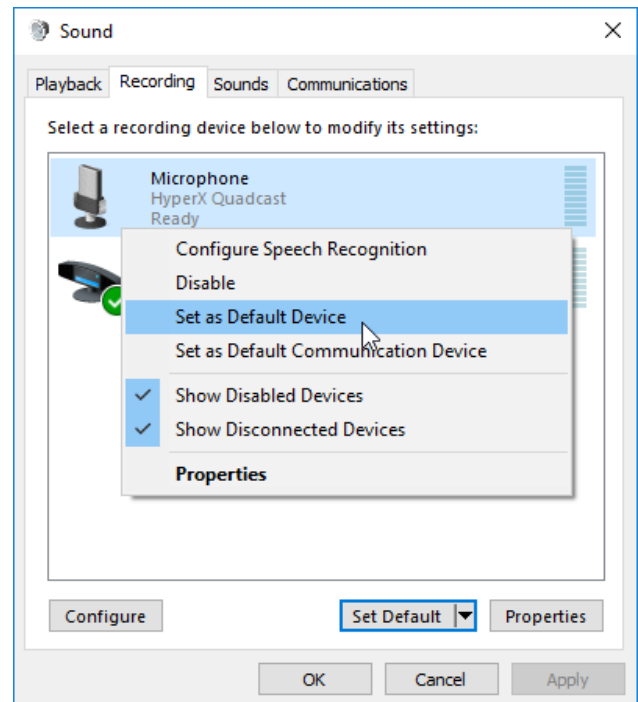 Sound
Playback Recording Sounds Communications
Select a recording device below to modify its settings:
Microphone
HyperX Quadcast
Ready
Configure Speech Recognition
Disable
Set as Default Device
Set as Default Communication Device
Show Disabled Devices
Show Disconnected Devices
Properties
Configure Set Default Properties
OK Cancel Apply